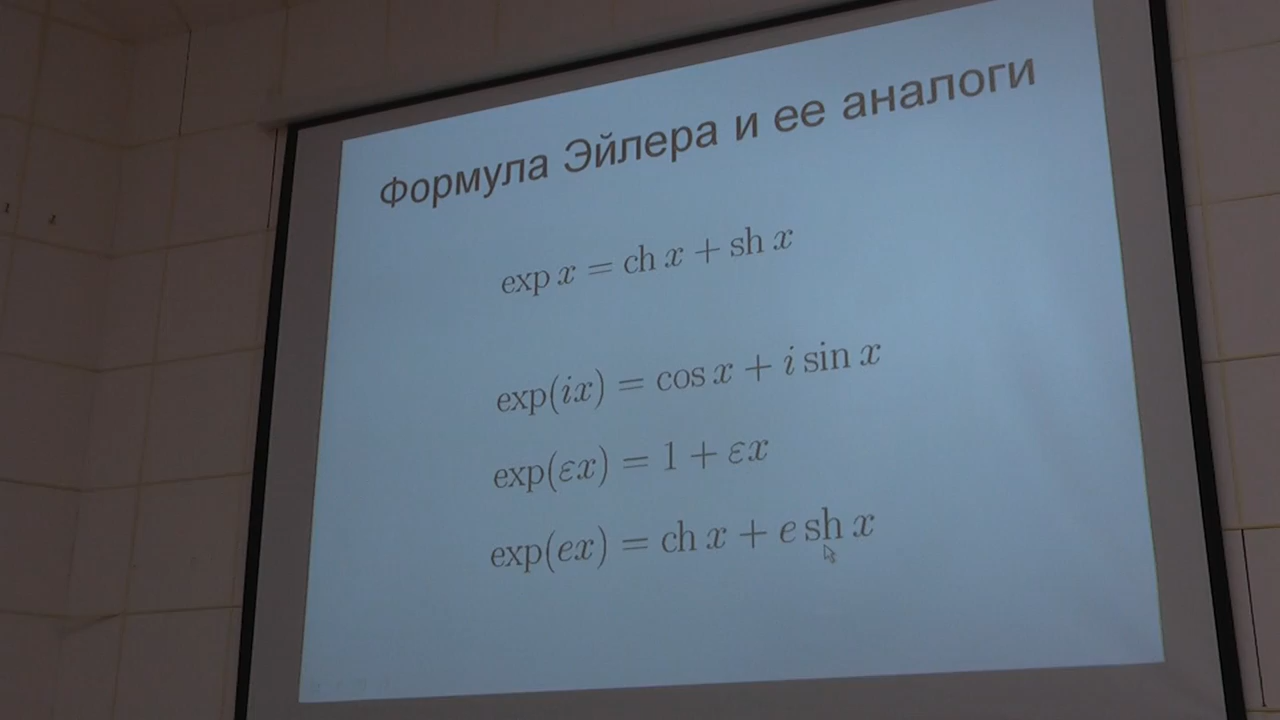 Формула Эйлера и ее аналоги
exp x = ch x + sh x
exp(ix) = cos x + i sin x
exp(εx) = 1 + εx
exp(ex) = ch x + e sh x